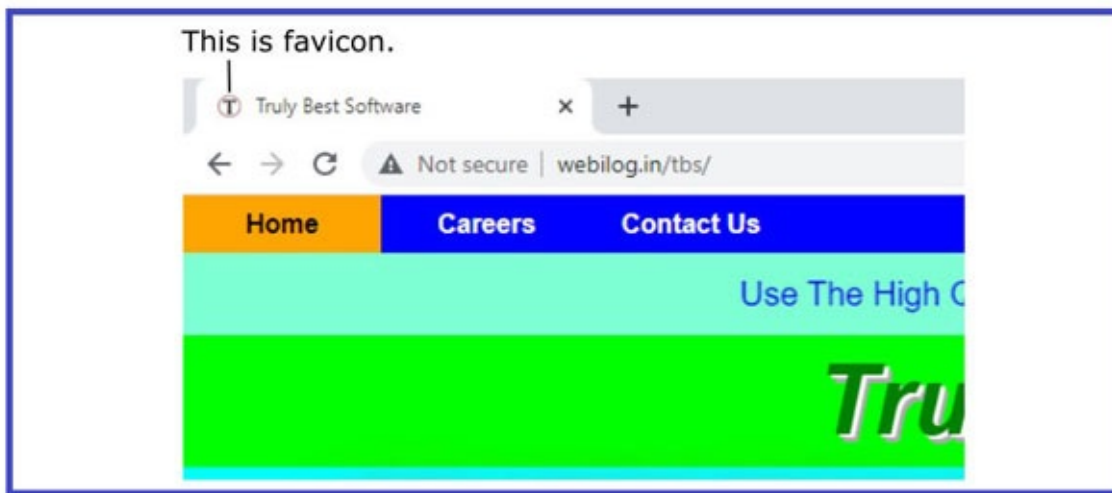 This is favicon.
T Truly Best Software × +
Not secure | webilog.in/tbs/
Home Careers Contact Us
Use The High
Tru